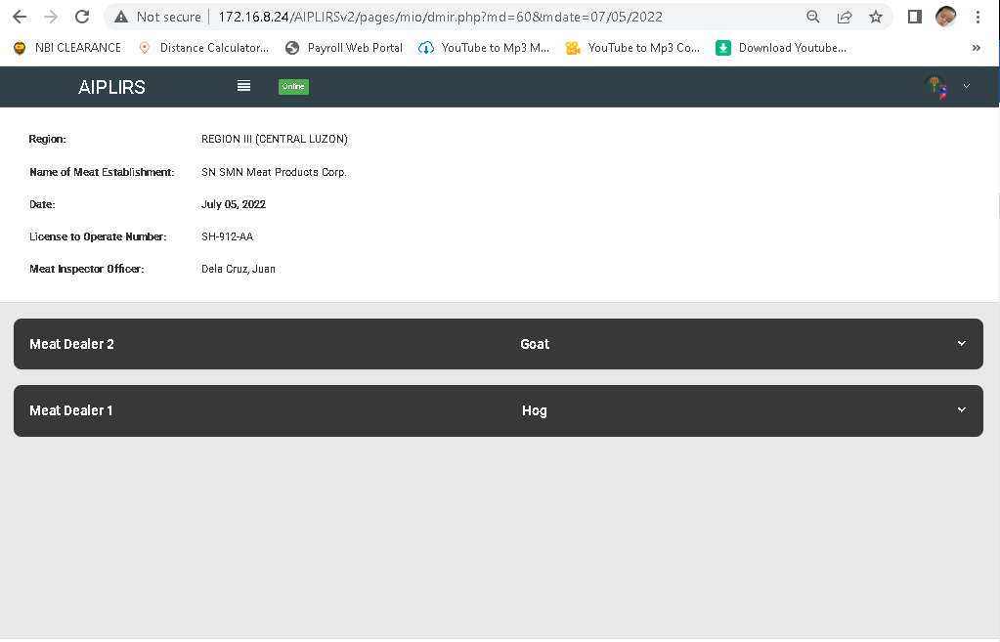 Not secure | 172.16.8.24/AIPLIRSv2/pages/mio/dmir.php?md=60&mdate=07/05/2022
NBI CLEARANCE Distance Calculator... Payroll Web Portal YouTube to Mp3 M... YouTube to Mp3 Co... Download Youtube... »
AIPLIRS Online
Region: REGION III (CENTRAL LUZON)
Name of Meat Establishment: SN SMN Meat Products Corp.
Date: July 05, 2022
License to Operate Number: SH-912-AA
Meat Inspector Officer: Dela Cruz, Juan
Meat Dealer 2 Goat
Meat Dealer 1 Hog